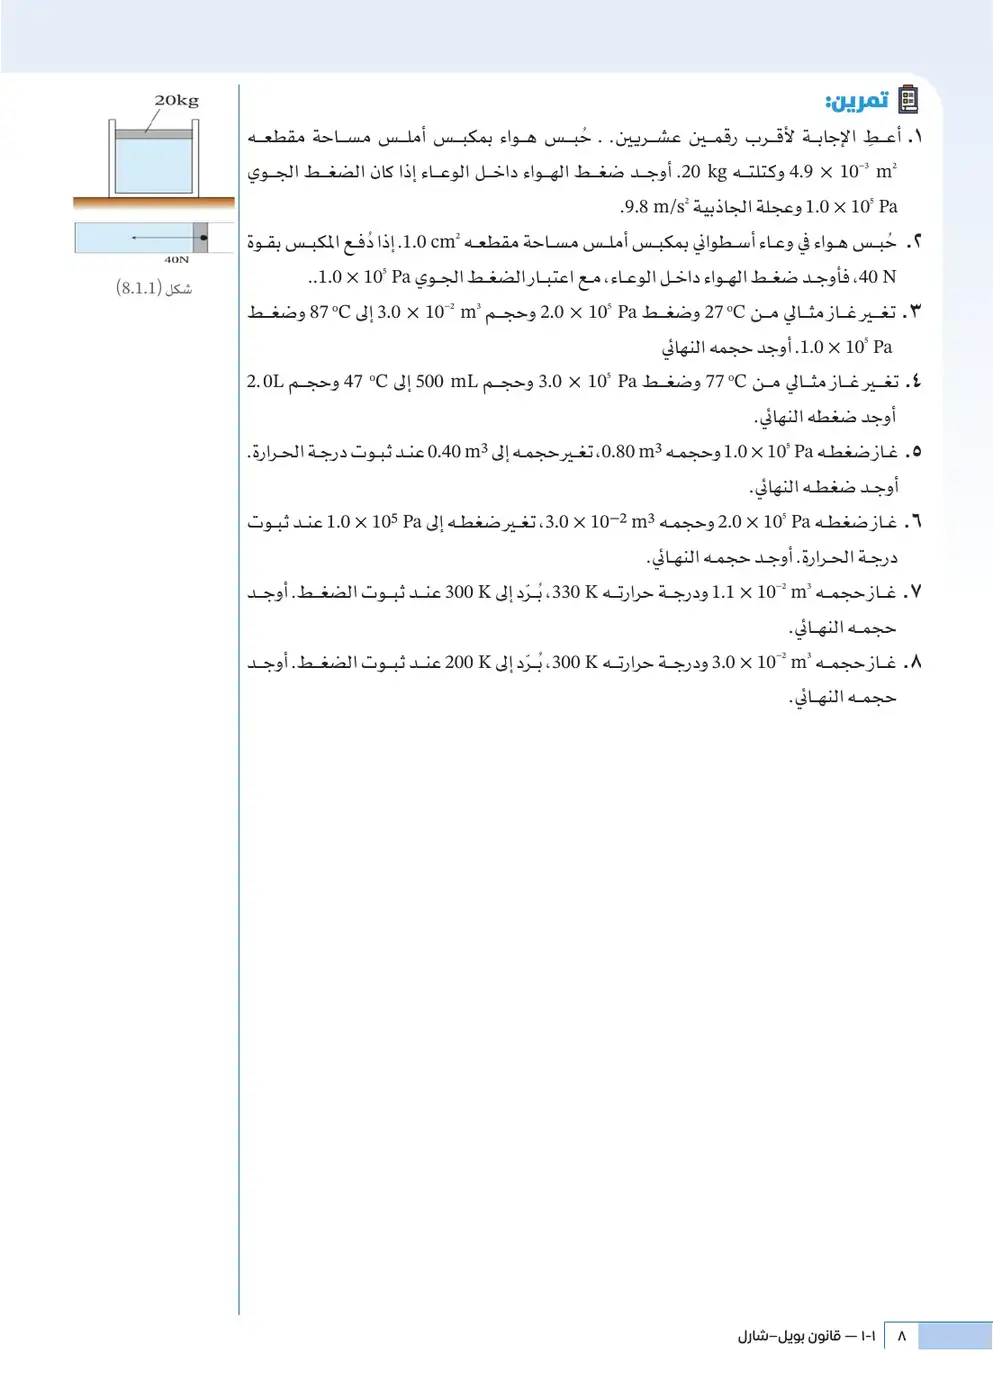 تمرين:
١. أعطِ الإجابة لأقرب رقمين عشريين. . حُبس هواء بمكبس أملس مساحة مقطعه
4.9 × 10⁻³ m² وكتلته 20 kg. أوجد ضغط الهواء داخل الوعاء إذا كان الضغط الجوي
1.0 × 10⁵ Pa وعجلة الجاذبية 9.8 m/s².
٢. حُبس هواء في وعاء أسطواني بمكبس أملس مساحة مقطعه 1.0 cm². إذا دُفع المكبس بقوة
40 N، فأوجد ضغط الهواء داخل الوعاء، مع اعتبار الضغط الجوي 1.0 × 10⁵ Pa..
٣. تغير غاز مثالي من 27 °C وضغط 2.0 × 10⁵ Pa وحجم 3.0 × 10⁻² m³ إلى 87 °C وضغط
1.0 × 10⁵ Pa. أوجد حجمه النهائي
٤. تغير غاز مثالي من 77 °C وضغط 3.0 × 10⁵ Pa وحجم 500 mL إلى 47 °C وحجم 2.0L
أوجد ضغطه النهائي.
٥. غاز ضغطه 1.0 × 10⁵ Pa وحجمه 0.80 m³، تغير حجمه إلى 0.40 m³ عند ثبوت درجة الحرارة.
أوجد ضغطه النهائي.
٦. غاز ضغطه 2.0 × 10⁵ Pa وحجمه 3.0 × 10⁻² m³، تغير ضغطه إلى 1.0 × 10⁵ Pa عند ثبوت
درجة الحرارة. أوجد حجمه النهائي.
٧. غاز حجمه 1.1 × 10⁻² m³ ودرجة حرارته 330 K، بُرّد إلى 300 K عند ثبوت الضغط. أوجد
حجمه النهائي.
٨. غاز حجمه 3.0 × 10⁻² m³ ودرجة حرارته 300 K، بُرّد إلى 200 K عند ثبوت الضغط. أوجد
حجمه النهائي.
20kg
40N
شكل (8.1.1)
٨ ١-١ — قانون بويل–شارل